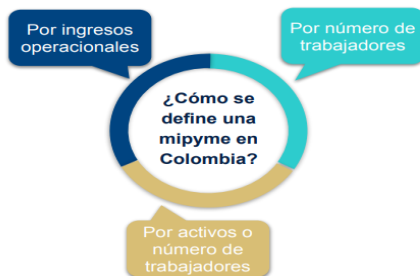 Por ingresos
operacionales
Por número de
trabajadores
¿Cómo se
define una
mipyme en
Colombia?
Por activos o
número de
trabajadores